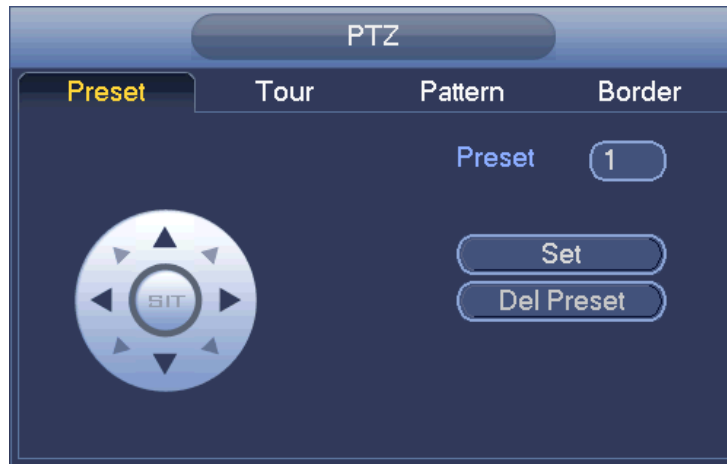 PTZ
Preset Tour Pattern Border
Preset 1
SIT
Set
Del Preset